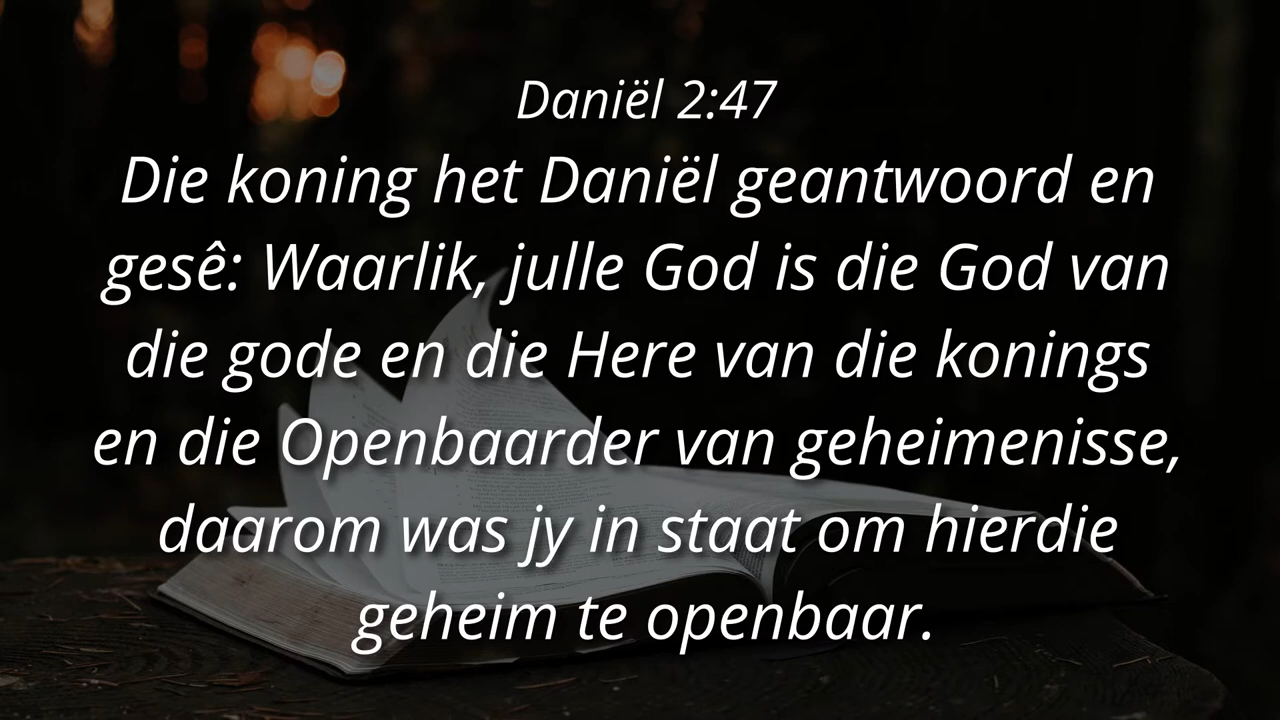 Daniël 2:47
Die koning het Daniël geantwoord en
gesê: Waarlik, julle God is die God van
die gode en die Here van die konings
en die Openbaarder van geheimenisse,
daarom was jy in staat om hierdie
geheim te openbaar.